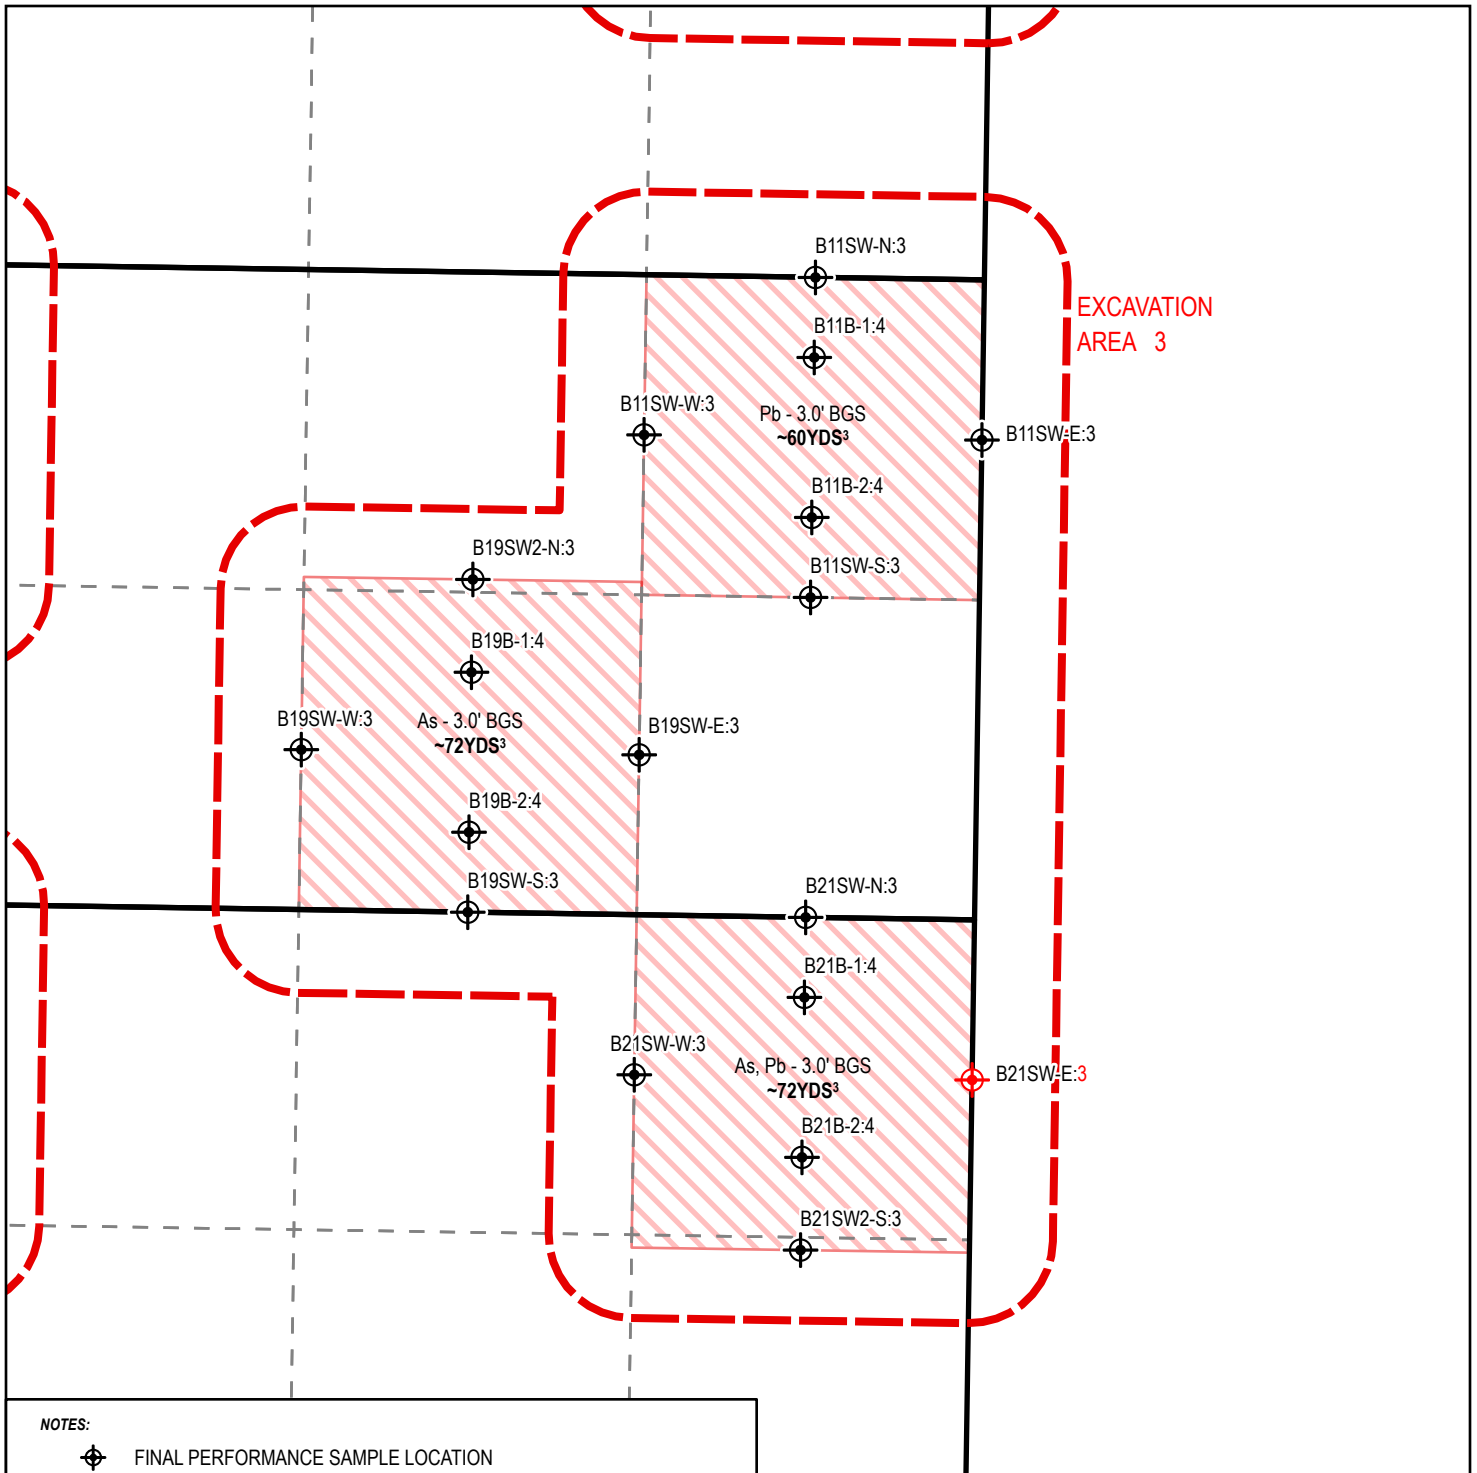 B11SW-N:3
EXCAVATION
AREA 3
B11B-1:4
B11SW-W:3
Pb - 3.0' BGS
~60YDS³
B11SW-E:3
B11B-2:4
B19SW2-N:3
B11SW-S:3
B19B-1:4
B19SW-W:3
As - 3.0' BGS
~72YDS³
B19SW-E:3
B19B-2:4
B19SW-S:3
B21SW-N:3
B21B-1:4
B21SW-W:3
As, Pb - 3.0' BGS
~72YDS³
B21SW-E:3
B21B-2:4
B21SW2-S:3
NOTES:
FINAL PERFORMANCE SAMPLE LOCATION